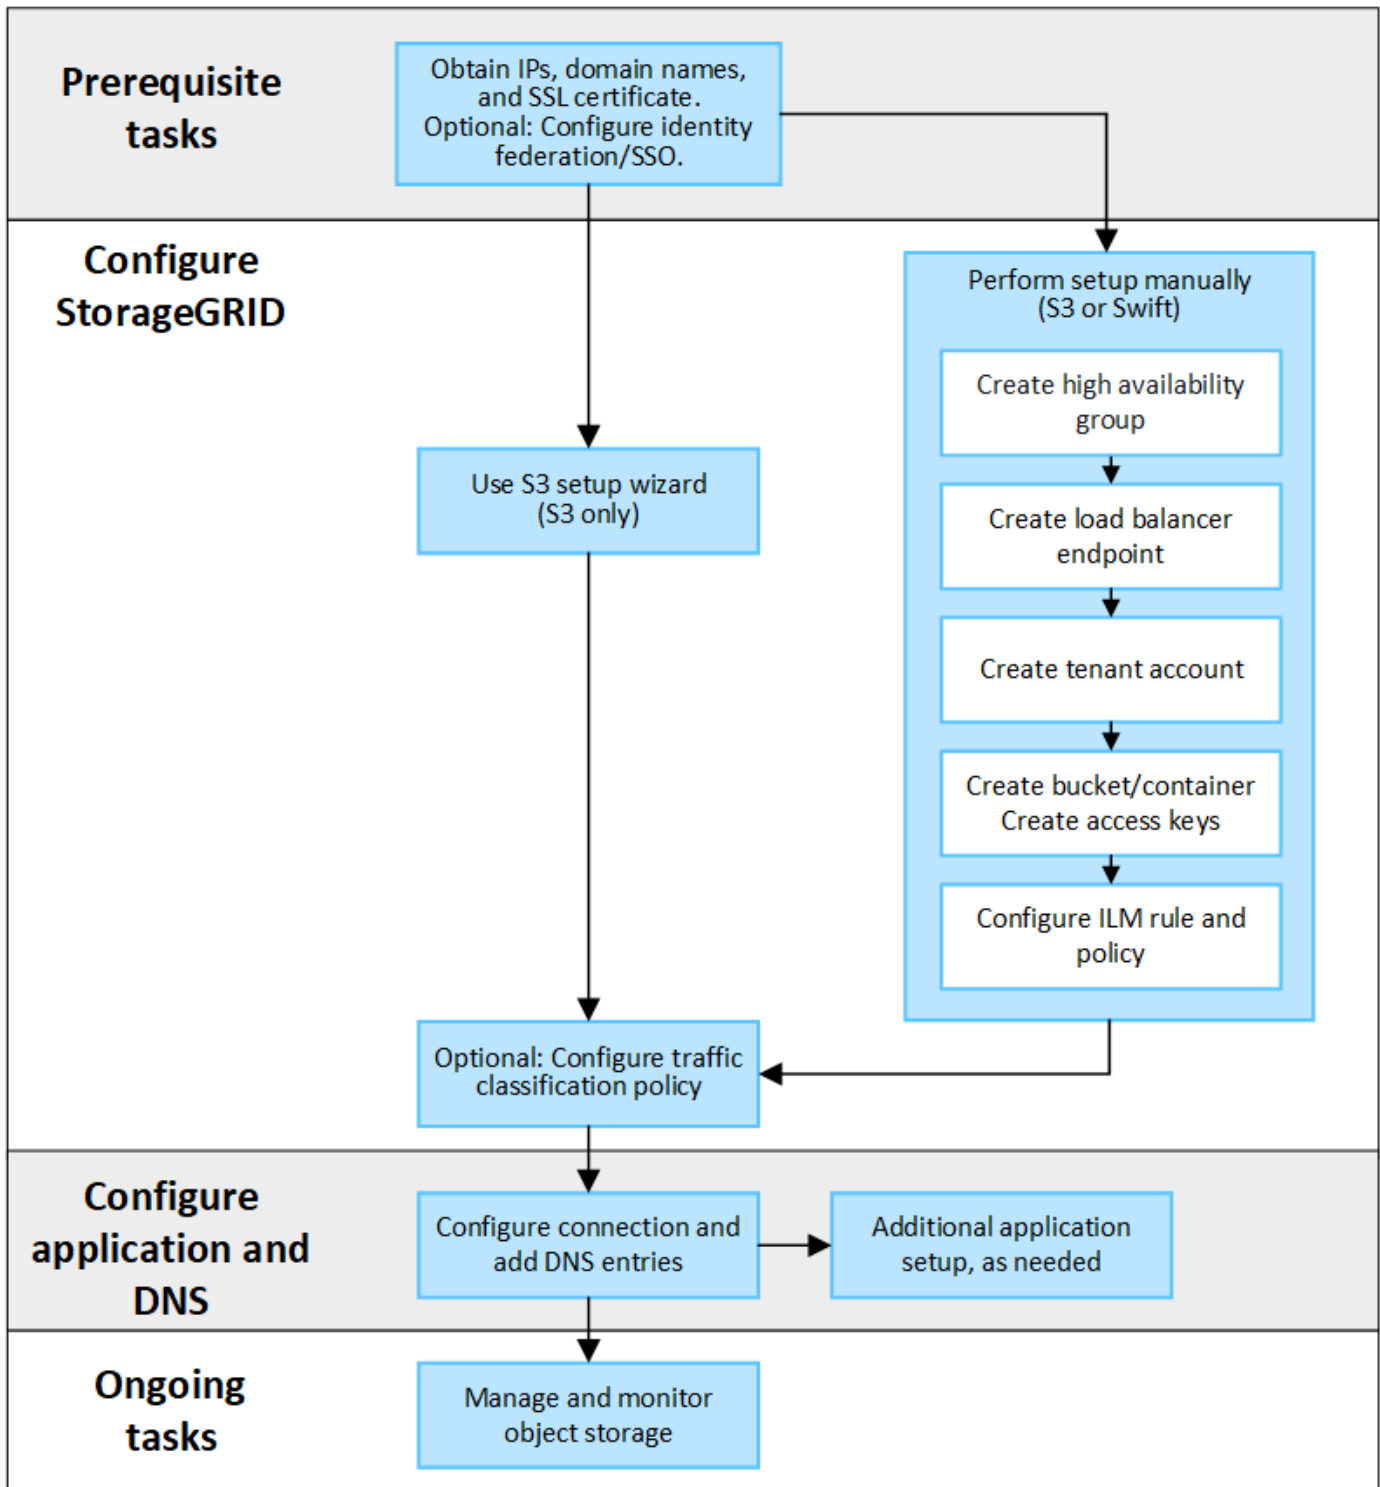 Prerequisite
tasks
Obtain IPs, domain names,
and SSL certificate.
Optional: Configure identity
federation/SSO.
Configure
StorageGRID
Perform setup manually
(S3 or Swift)
Create high availability
group
Create load balancer
endpoint
Create tenant account
Create bucket/container
Create access keys
Configure ILM rule and
policy
Use S3 setup wizard
(S3 only)
Optional: Configure traffic
classification policy
Configure
application and
DNS
Configure connection and
add DNS entries
Additional application
setup, as needed
Ongoing
tasks
Manage and monitor
object storage